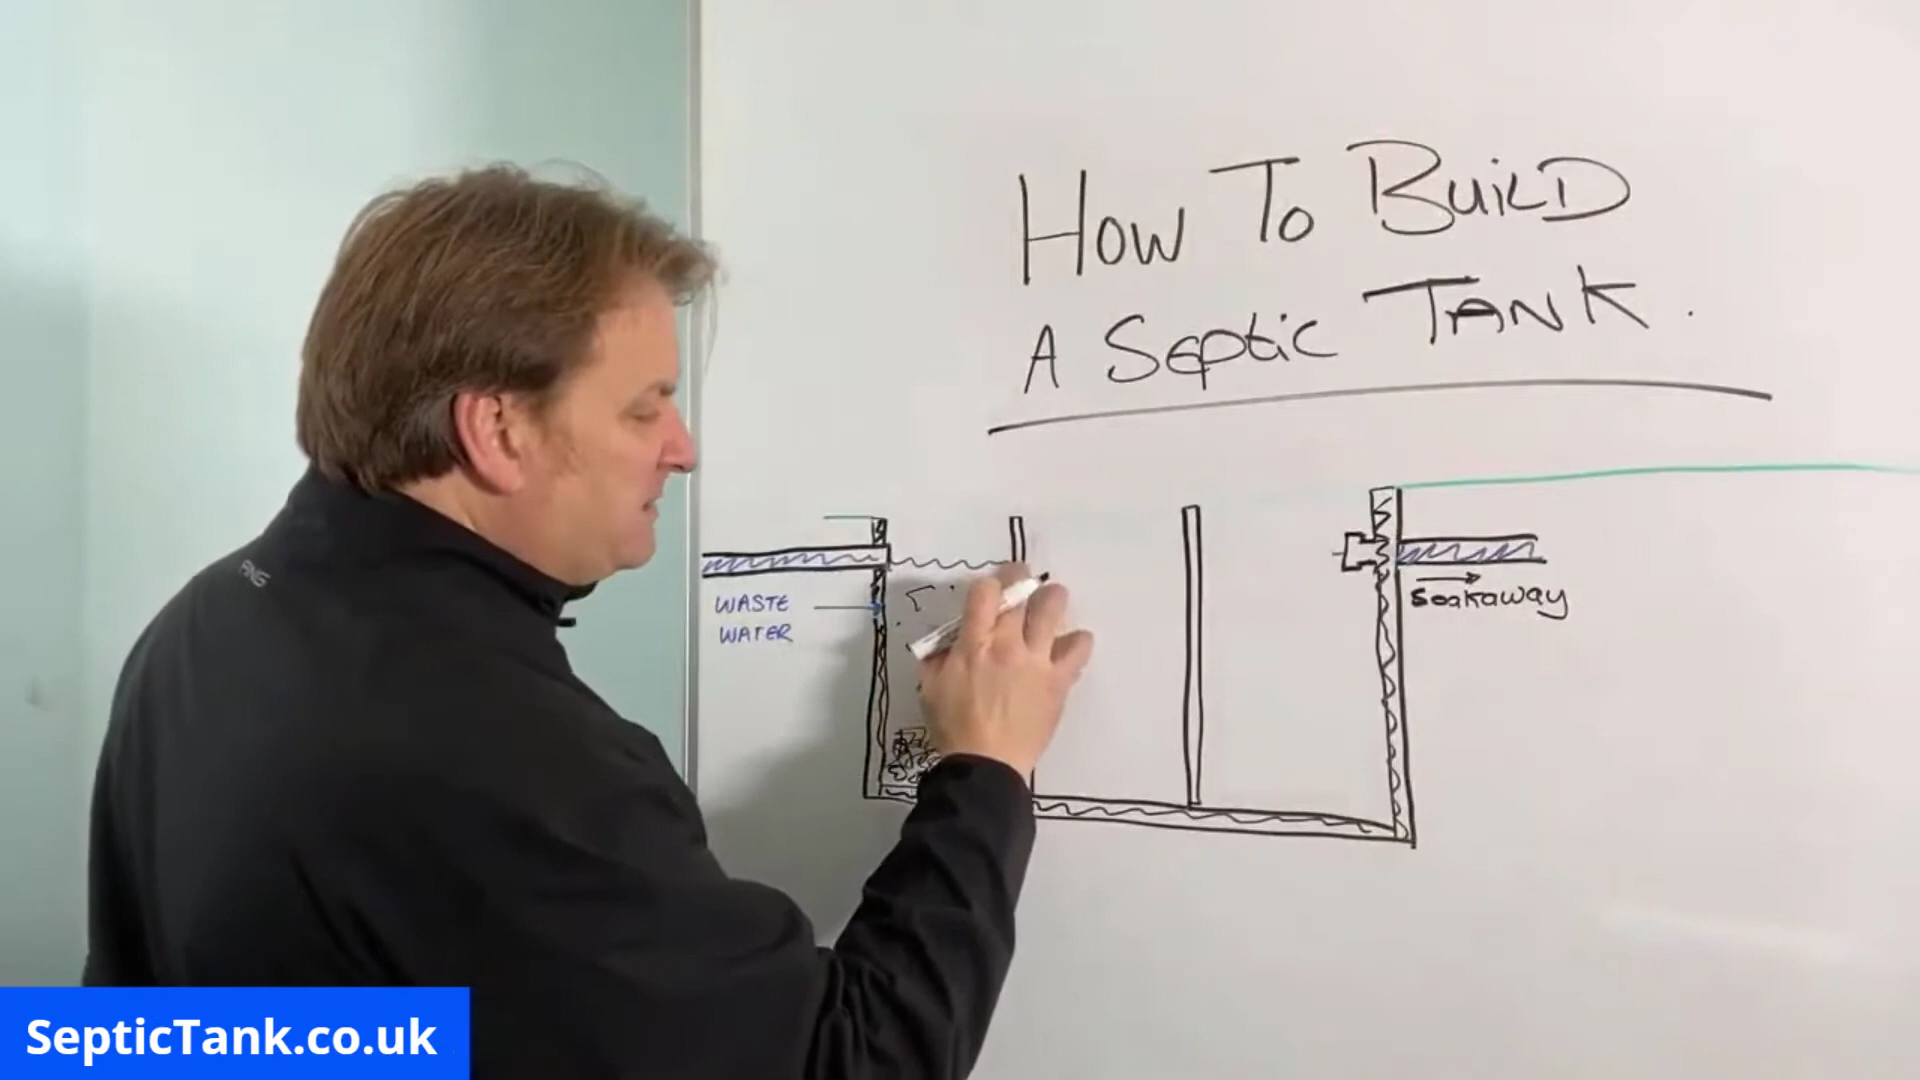 HOW TO BUILD
A SEPTIC TANK.
WASTE
WATER
Soakaway
PING
SepticTank.co.uk